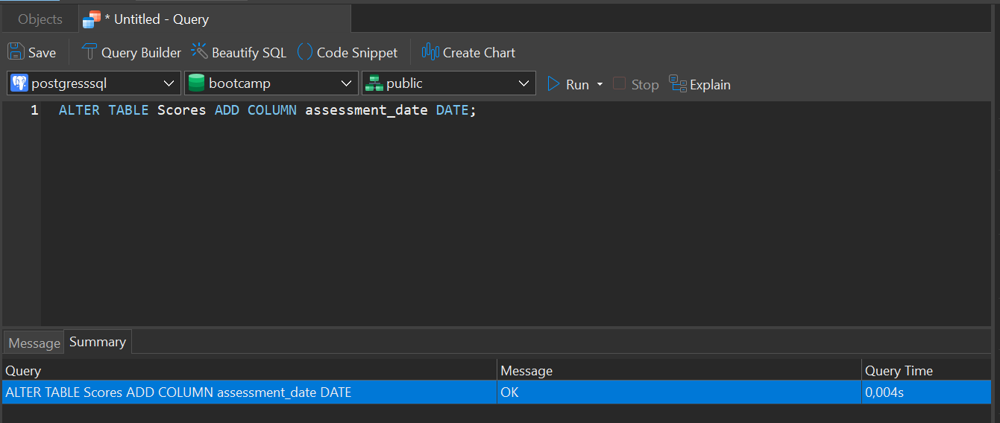 Objects * Untitled - Query
Save Query Builder Beautify SQL Code Snippet Create Chart
postgresssql bootcamp public Run Stop Explain
1 ALTER TABLE Scores ADD COLUMN assessment_date DATE;
Message Summary
Query Message Query Time
ALTER TABLE Scores ADD COLUMN assessment_date DATE OK 0,004s